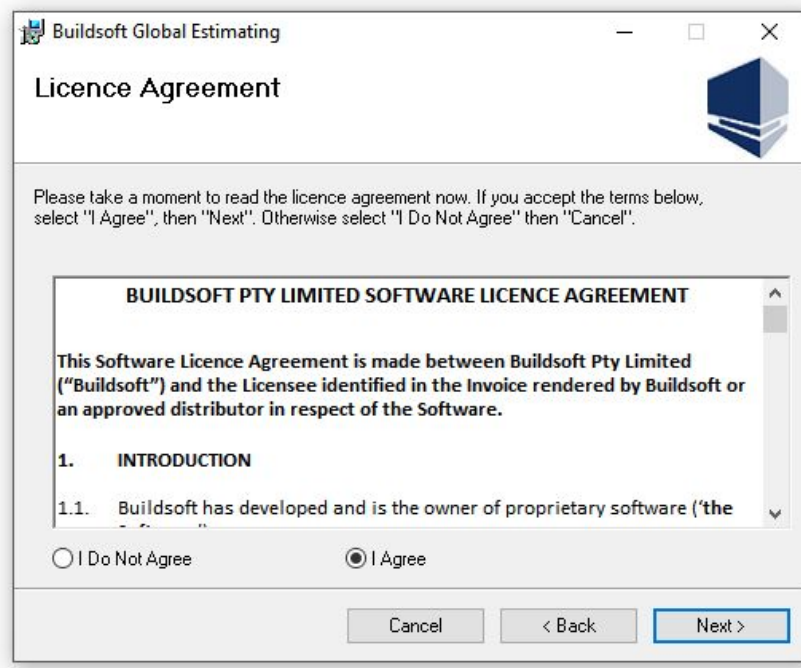 Buildsoft Global Estimating
Licence Agreement
Please take a moment to read the licence agreement now. If you accept the terms below,
select "I Agree", then "Next". Otherwise select "I Do Not Agree" then "Cancel".
BUILDSOFT PTY LIMITED SOFTWARE LICENCE AGREEMENT
This Software Licence Agreement is made between Buildsoft Pty Limited
(“Buildsoft”) and the Licensee identified in the Invoice rendered by Buildsoft or
an approved distributor in respect of the Software.
1. INTRODUCTION
1.1. Buildsoft has developed and is the owner of proprietary software (‘the
I Do Not Agree
I Agree
Cancel
< Back
Next >